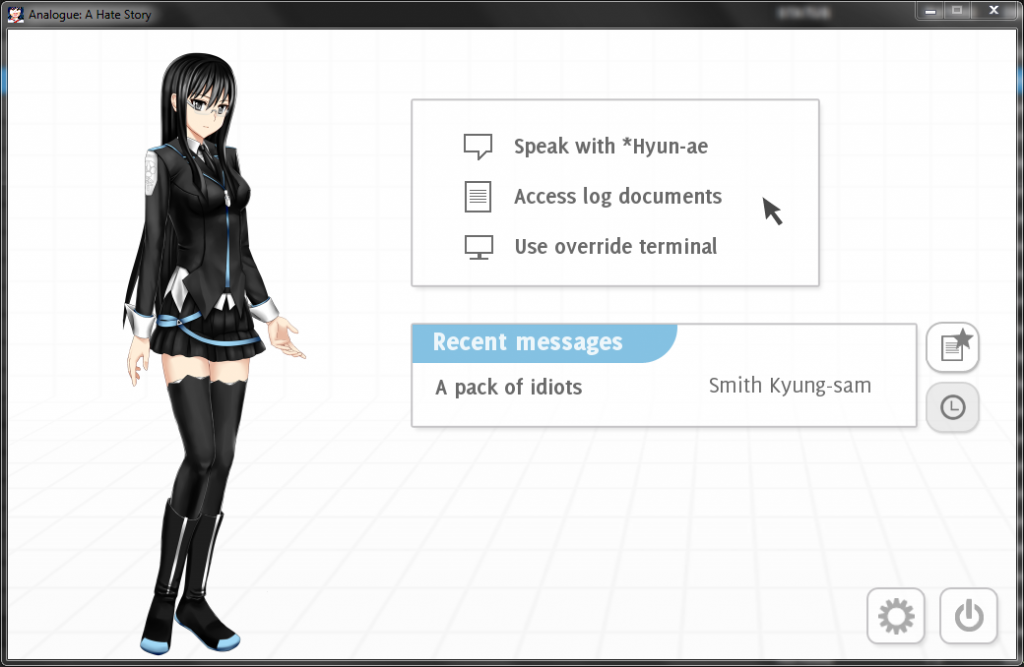 Analogue: A Hate Story
Speak with *Hyun-ae
Access log documents
Use override terminal
Recent messages
A pack of idiots
Smith Kyung-sam